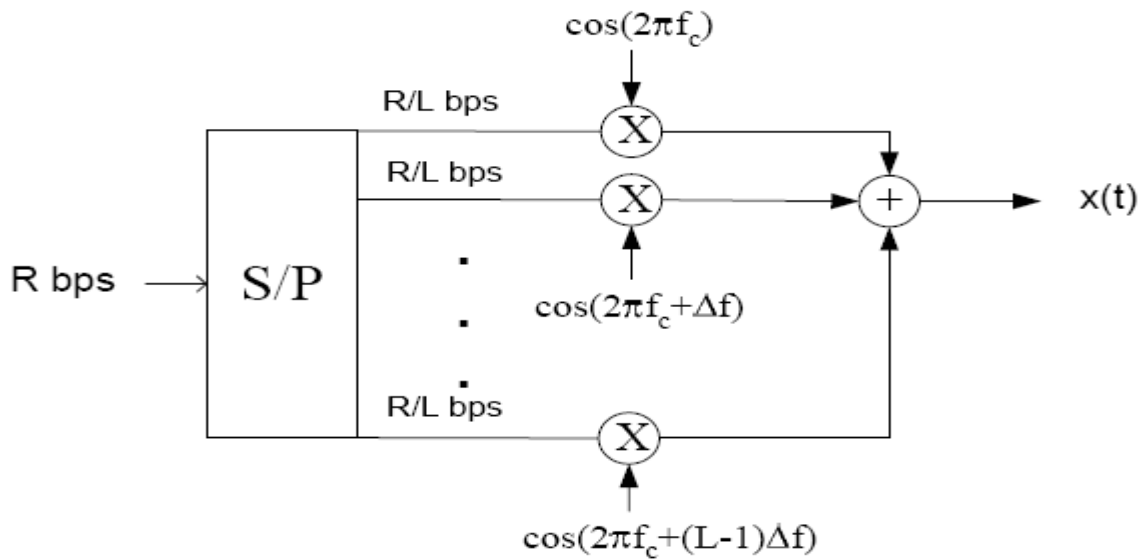 cos(2πf_c)
R/L bps
X
R/L bps
X
+
x(t)
R bps
S/P
cos(2πf_c+Δf)
R/L bps
X
cos(2πf_c+(L-1)Δf)